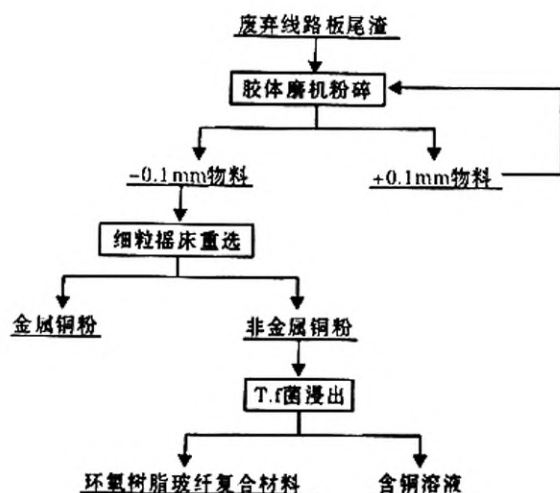 废弃线路板尾渣
胶体磨机粉碎
-0.1mm物料
+0.1mm物料
细粒摇床重选
金属铜粉
非金属铜粉
T.f菌浸出
环氧树脂玻纤复合材料
含铜溶液